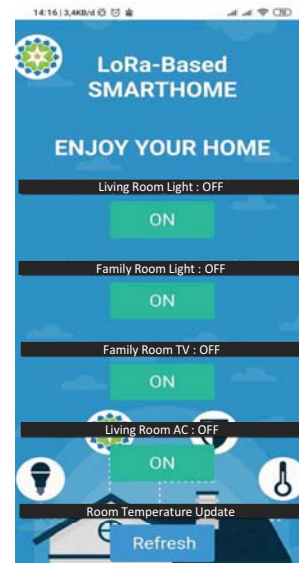 14:16 | 3,4KB/d
LoRa-Based
SMARTHOME
ENJOY YOUR HOME
Living Room Light : OFF
ON
Family Room Light : OFF
ON
Family Room TV : OFF
ON
Living Room AC : OFF
ON
Room Temperature Update
Refresh